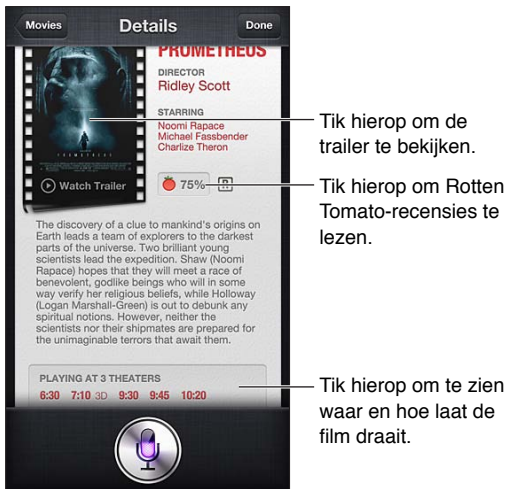 Movies
Details
Done
PROMETHEUS
DIRECTOR
Ridley Scott
STARRING
Noomi Rapace
Michael Fassbender
Charlize Theron
PROMETHEUS
Watch Trailer
75%
R
The discovery of a clue to mankind's origins on
Earth leads a team of explorers to the darkest
parts of the universe. Two brilliant young
scientists lead the expedition. Shaw (Noomi
Rapace) hopes that they will meet a race of
benevolent, godlike beings who will in some
way verify her religious beliefs, while Holloway
(Logan Marshall-Green) is out to debunk any
spiritual notions. However, neither the
scientists nor their shipmates are prepared for
the unimaginable terrors that await them.
PLAYING AT 3 THEATERS
6:30 7:10 3D 9:30 9:45 10:20
Tik hierop om de
trailer te bekijken.
Tik hierop om Rotten
Tomato-recensies te
lezen.
Tik hierop om te zien
waar en hoe laat de
film draait.